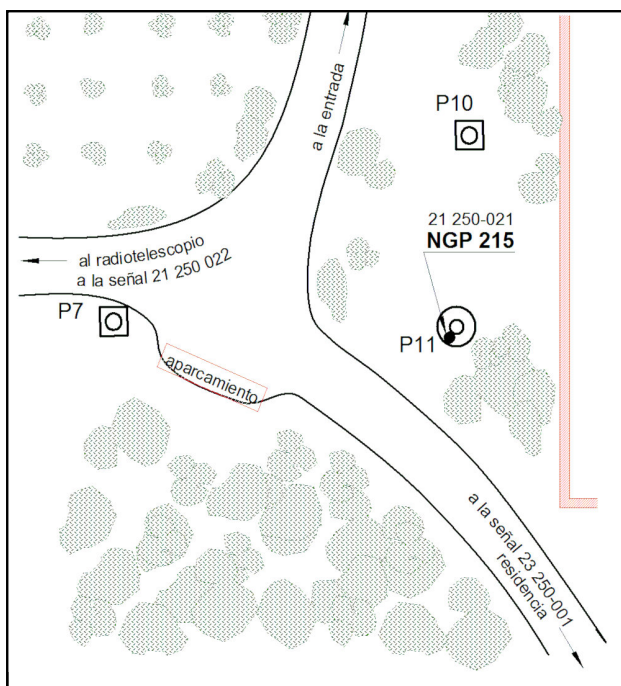 a la entrada
P10
21 250-021
NGP 215
al radiotelescopio
a la señal 21 250 022
P7
P11
aparcamiento
a la señal 23 250-001
residencia